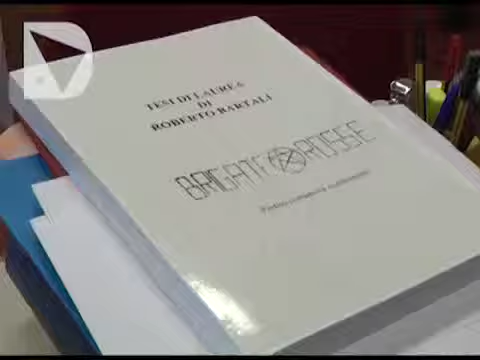 TESI DI LAUREA
DI
ROBERTO BARTALI
BRIGATE ROSSE